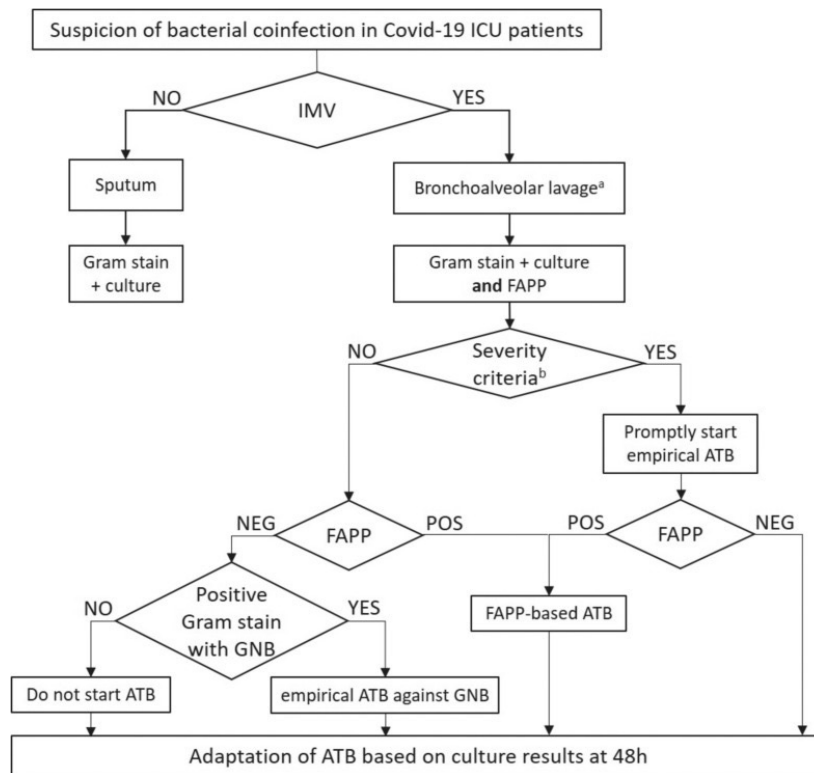 Suspicion of bacterial coinfection in Covid-19 ICU patients
NO
YES
IMV
Sputum
Bronchoalveolar lavageᵃ
Gram stain
+ culture
Gram stain + culture
and FAPP
NO
YES
Severity
criteriaᵇ
Promptly start
empirical ATB
NEG
FAPP
POS
POS
FAPP
NEG
NO
YES
Positive
Gram stain
with GNB
FAPP-based ATB
Do not start ATB
empirical ATB against GNB
Adaptation of ATB based on culture results at 48h